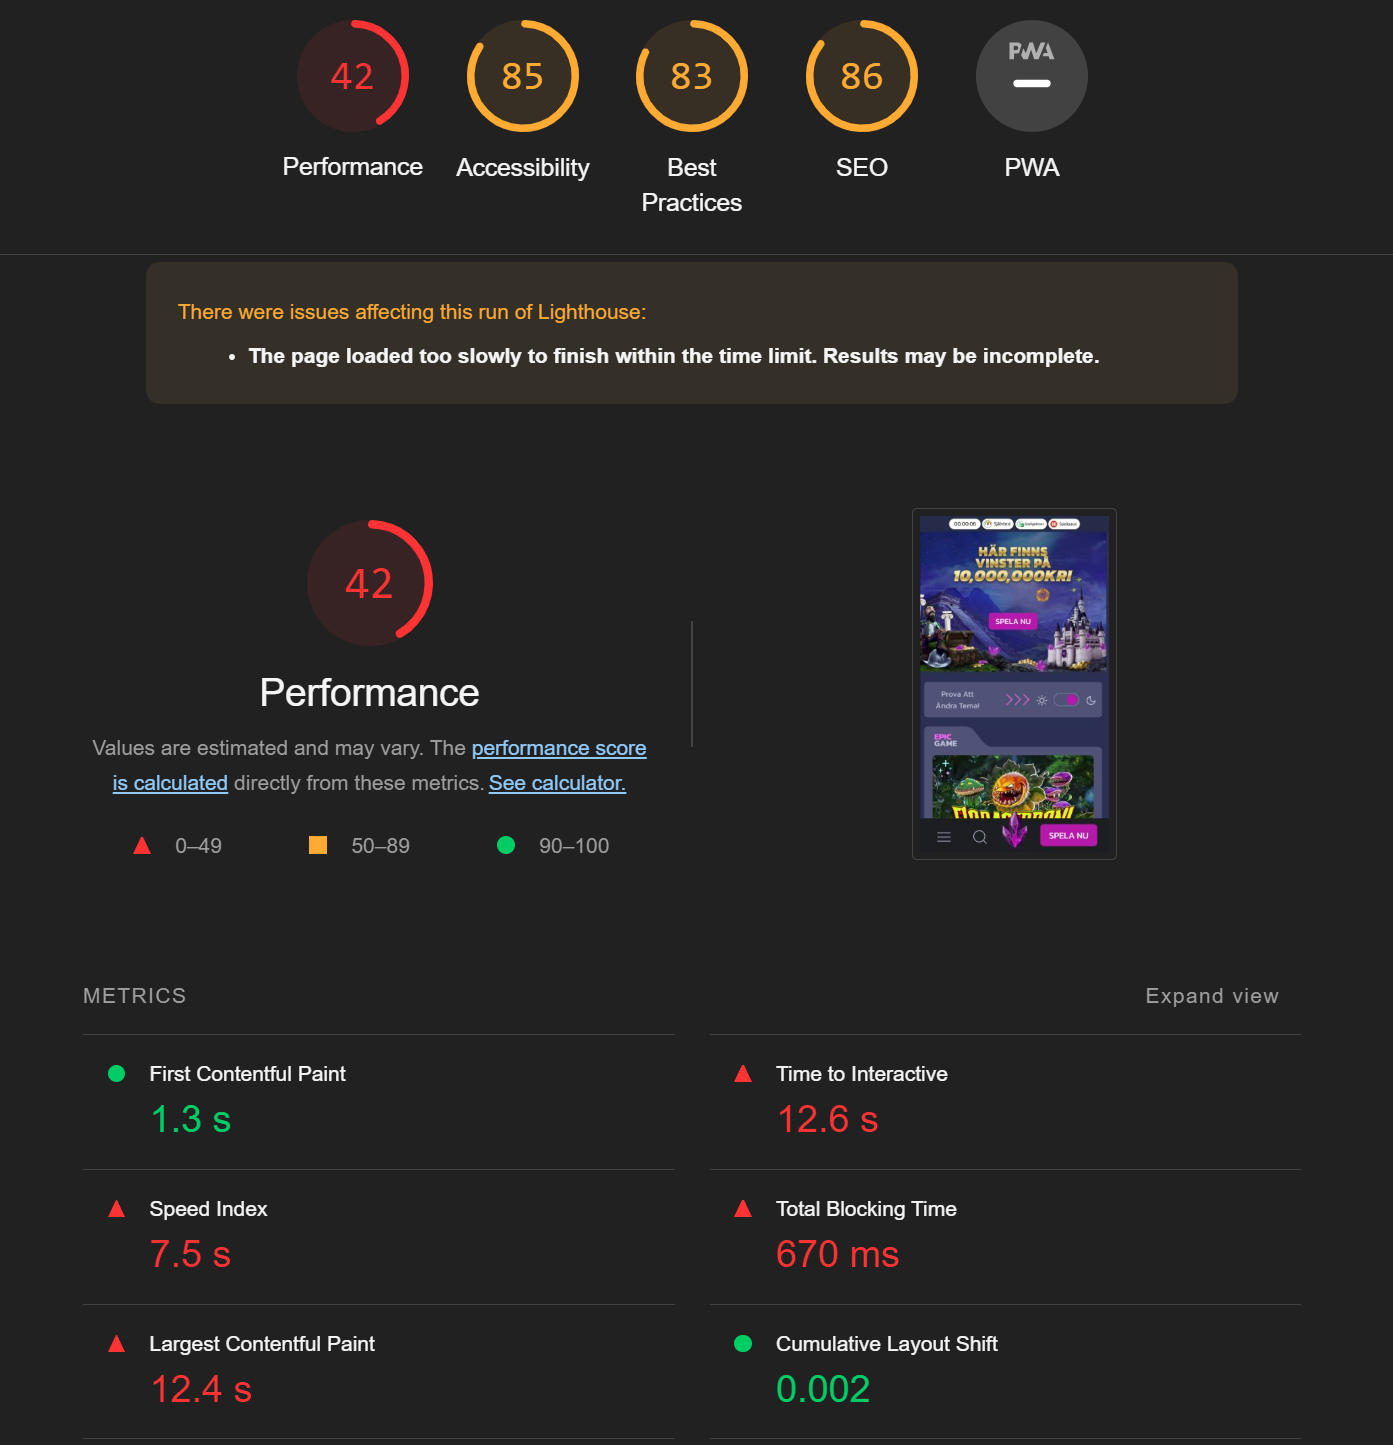 42
85
83
86
PWA
Performance
Accessibility
Best
Practices
SEO
PWA
There were issues affecting this run of Lighthouse:
• The page loaded too slowly to finish within the time limit. Results may be incomplete.
42
Performance
Values are estimated and may vary. The performance score
is calculated directly from these metrics. See calculator.
0–49
50–89
90–100
00:00:06
HÄR FINNS
VINSTER PÅ
10,000,000KR!
SPELA NU
Prova Att
Ändra Tema!
EPIC
GAME
SPELA NU
METRICS
Expand view
First Contentful Paint
1.3 s
Time to Interactive
12.6 s
Speed Index
7.5 s
Total Blocking Time
670 ms
Largest Contentful Paint
12.4 s
Cumulative Layout Shift
0.002